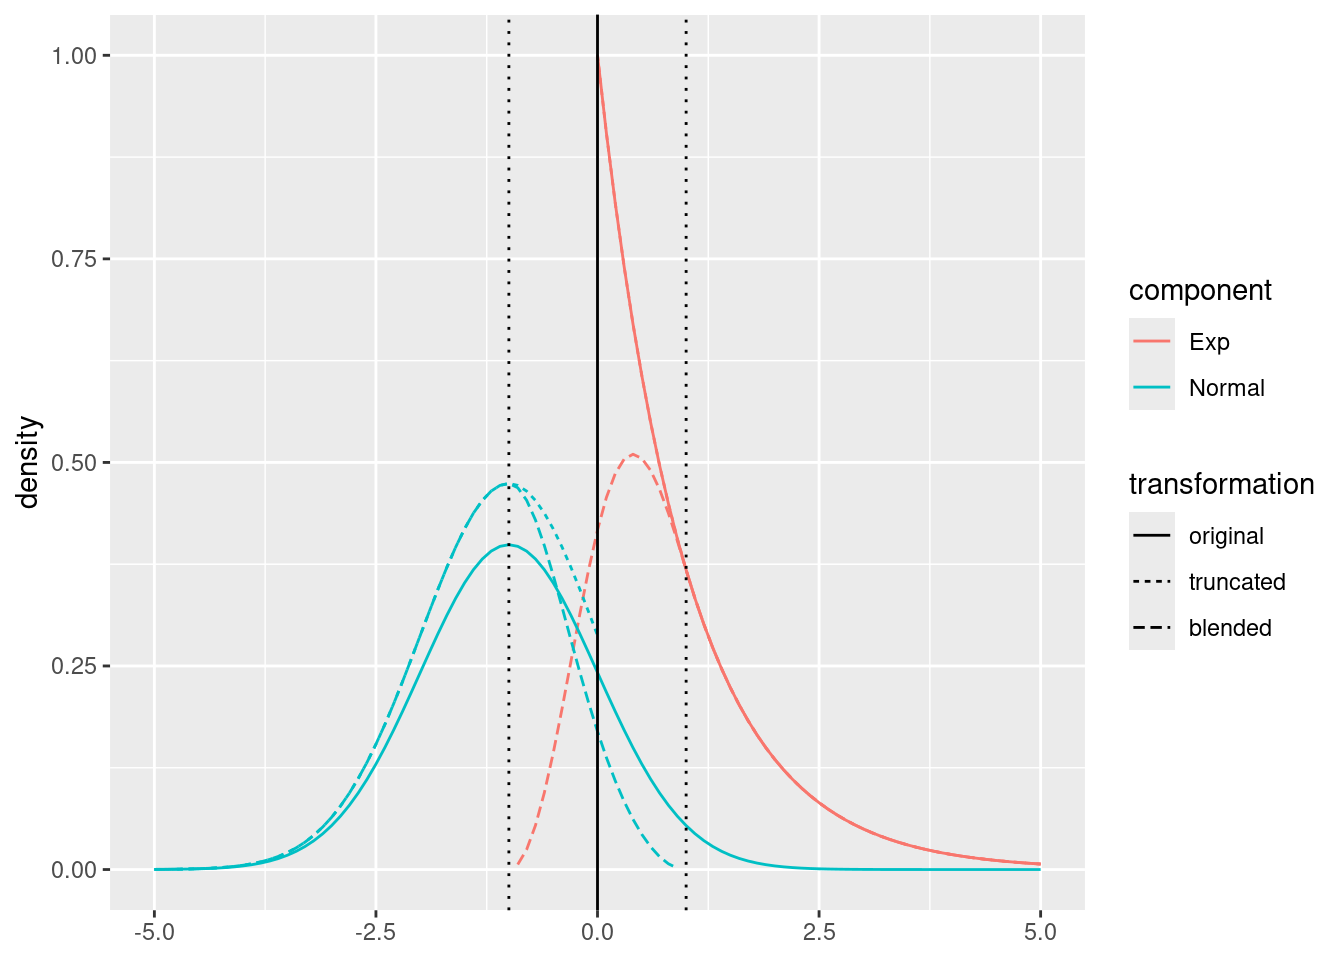 density
1.00
0.75
0.50
0.25
0.00
-5.0
-2.5
0.0
2.5
5.0
component
Exp
Normal
transformation
original
truncated
blended